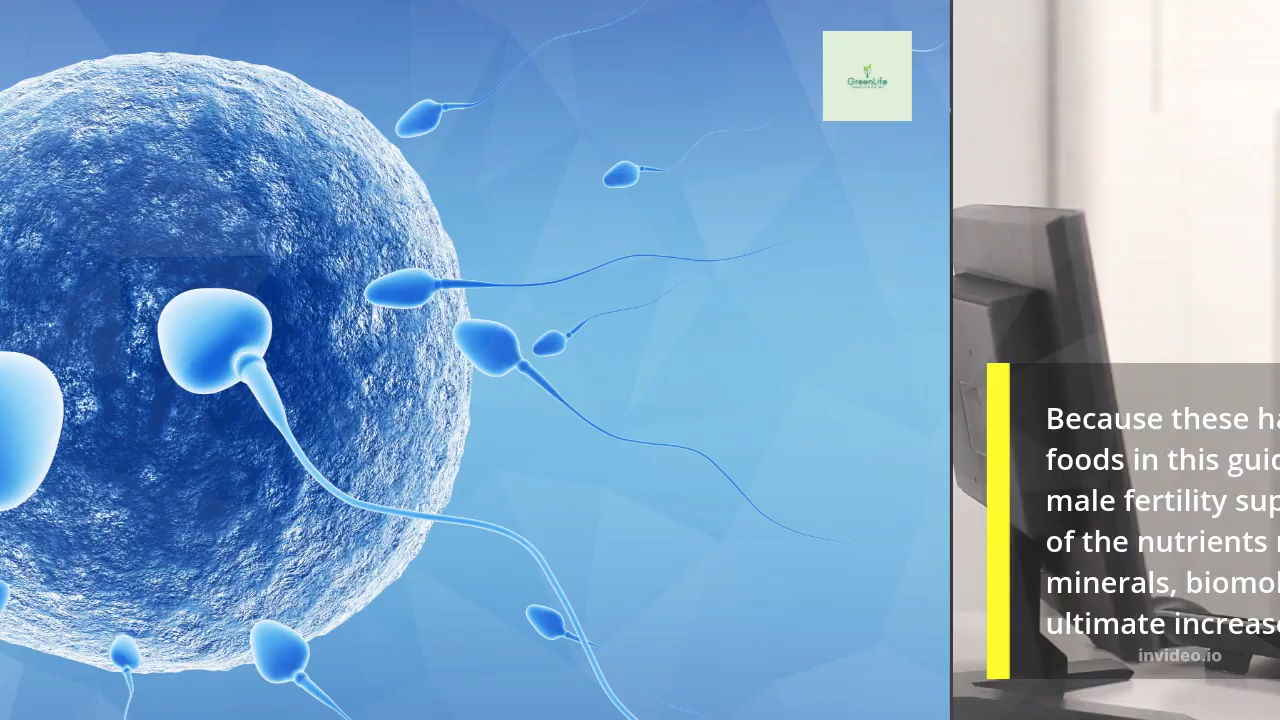 GreenLife
Because these ha
foods in this guid
male fertility sup
of the nutrients
minerals, biomol
ultimate increase
invideo.io